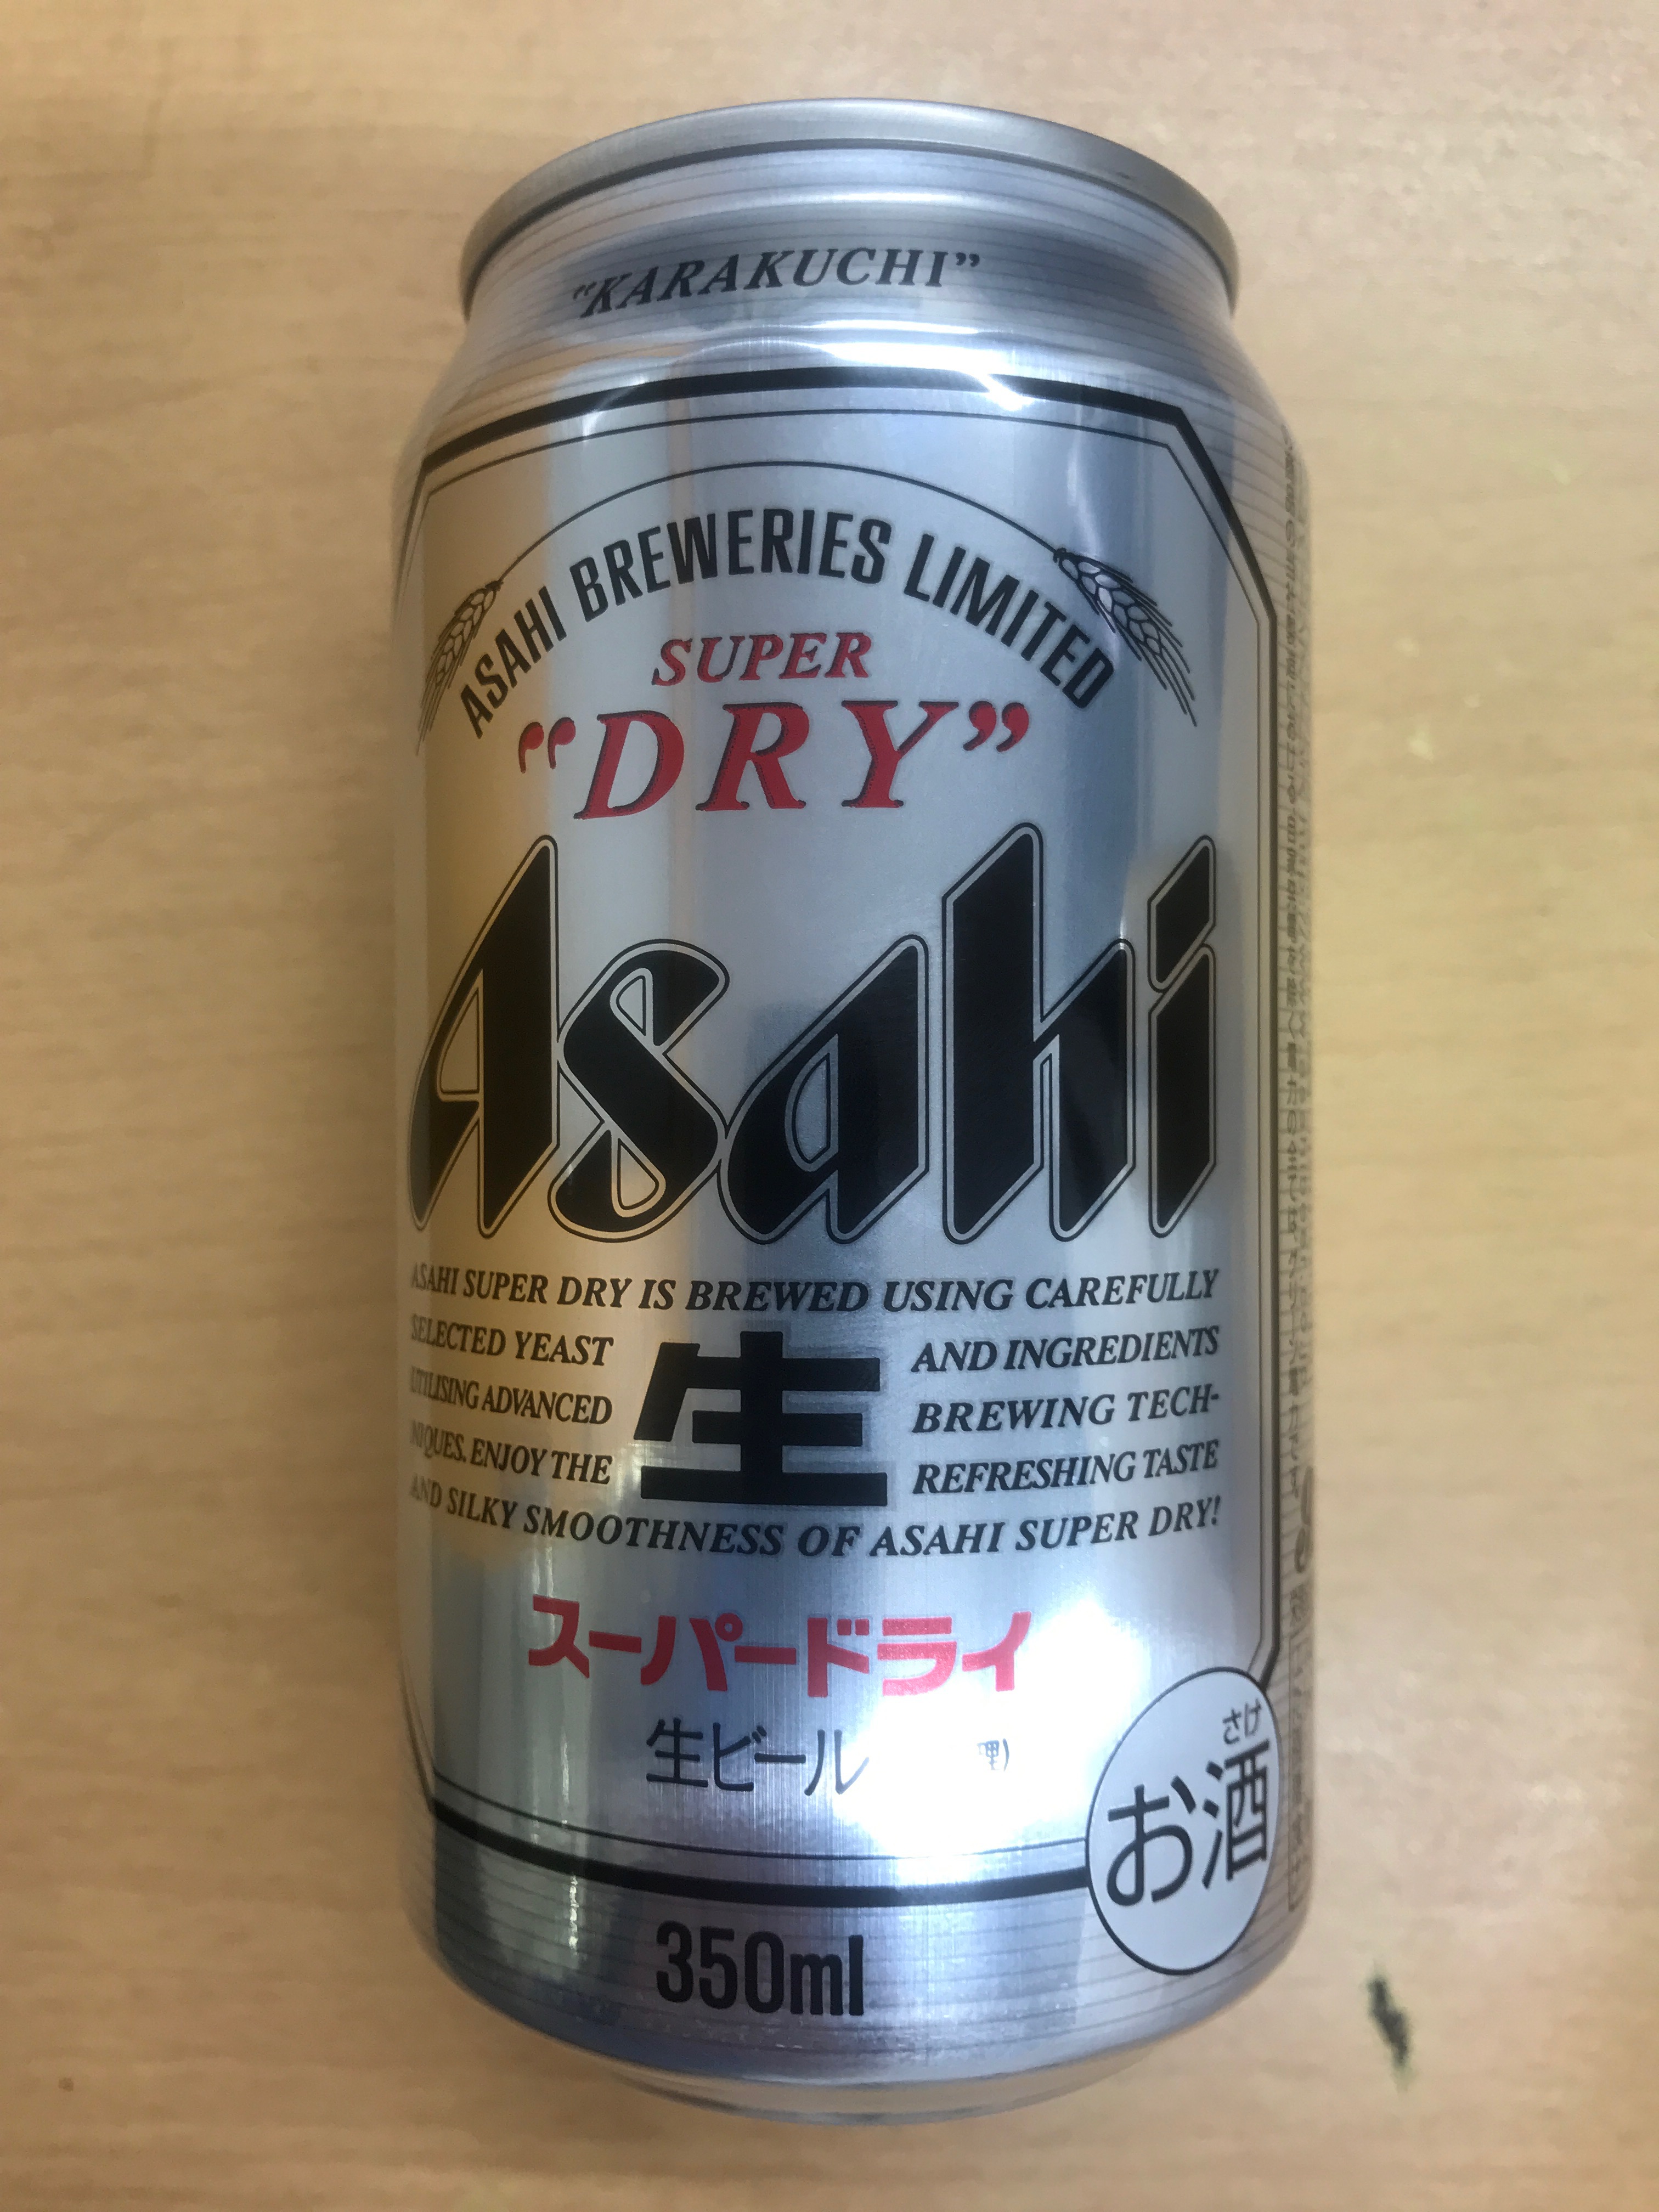 "KARAKUCHI"
ASAHI BREWERIES LIMITED
SUPER
"DRY"
Asahi
ASAHI SUPER DRY IS BREWED USING CAREFULLY
SELECTED YEAST AND INGREDIENTS
UTILISING ADVANCED BREWING TECH-
NIQUES. ENJOY THE REFRESHING TASTE
AND SILKY SMOOTHNESS OF ASAHI SUPER DRY!
生
スーパードライ
生ビール
さけ
お酒
350ml